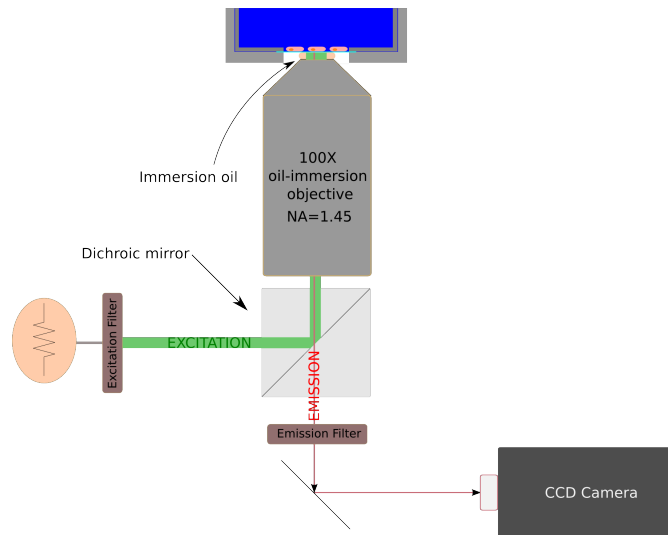 100X
oil-immersion
objective
NA=1.45
Immersion oil
Dichroic mirror
Excitation Filter
EXCITATION
EMISSION
Emission Filter
CCD Camera